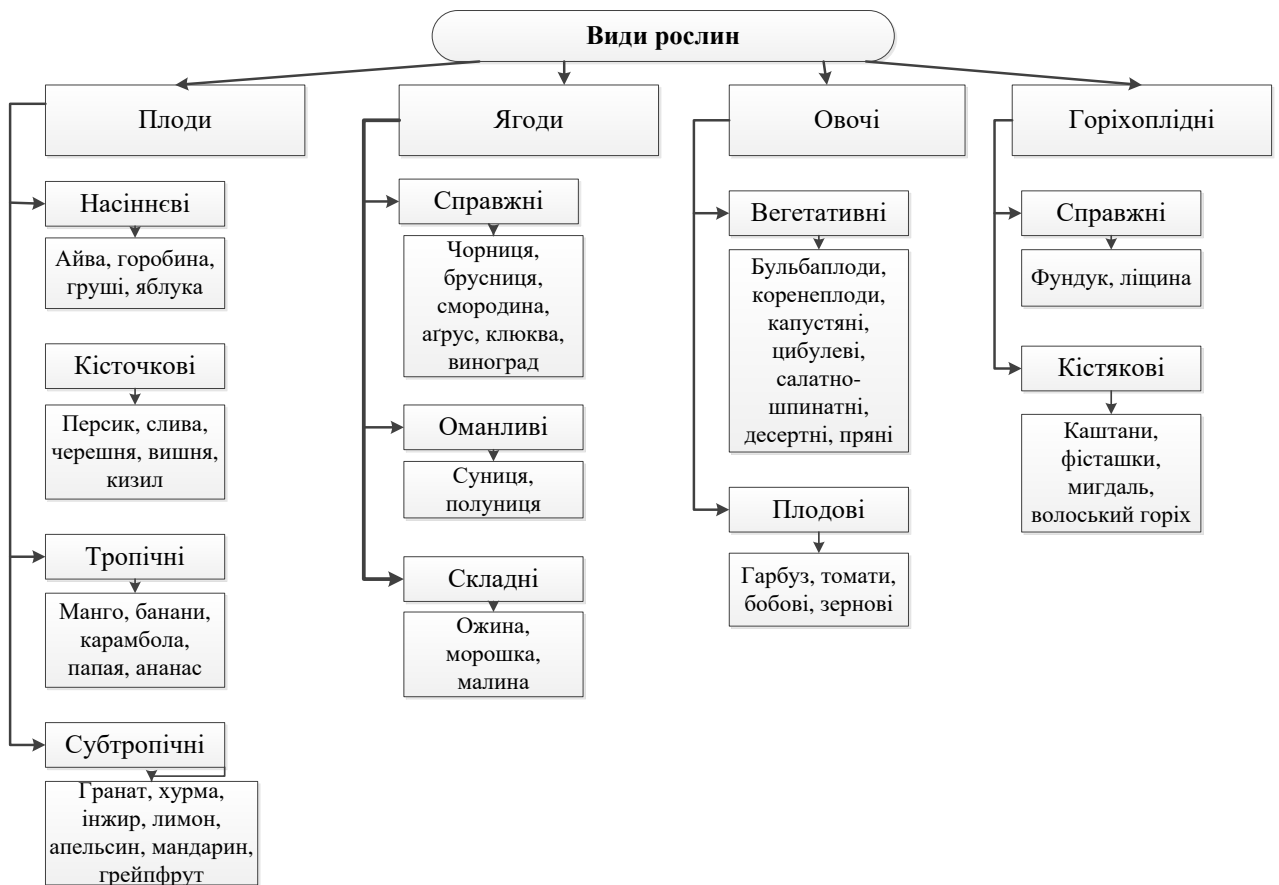 Види рослин
Плоди
Насіннєві
Айва, горобина,
груші, яблука
Кісточкові
Персик, слива,
черешня, вишня,
кизил
Тропічні
Манго, банани,
карамбола,
папая, ананас
Субтропічні
Гранат, хурма,
інжир, лимон,
апельсин, мандарин,
грейпфрут
Ягоди
Справжні
Чорниця,
брусниця,
смородина,
аґрус, клюква,
виноград
Оманливі
Суниця,
полуниця
Складні
Ожина,
морошка,
малина
Овочі
Вегетативні
Бульбаплоди,
коренеплоди,
капустяні,
цибулеві,
салатно-
шпинатні,
десертні, пряні
Плодові
Гарбуз, томати,
бобові, зернові
Горіхоплідні
Справжні
Фундук, ліщина
Кістякові
Каштани,
фісташки,
мигдаль,
волоський горіх